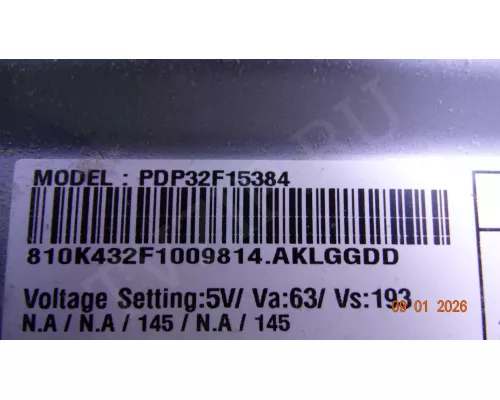 MODEL : PDP32F15384
810K432F1009814.AKLGGDD
Voltage Setting:5V/ Va:63/ Vs:193
N.A / N.A / 145 / N.A / 145
09 01 2026